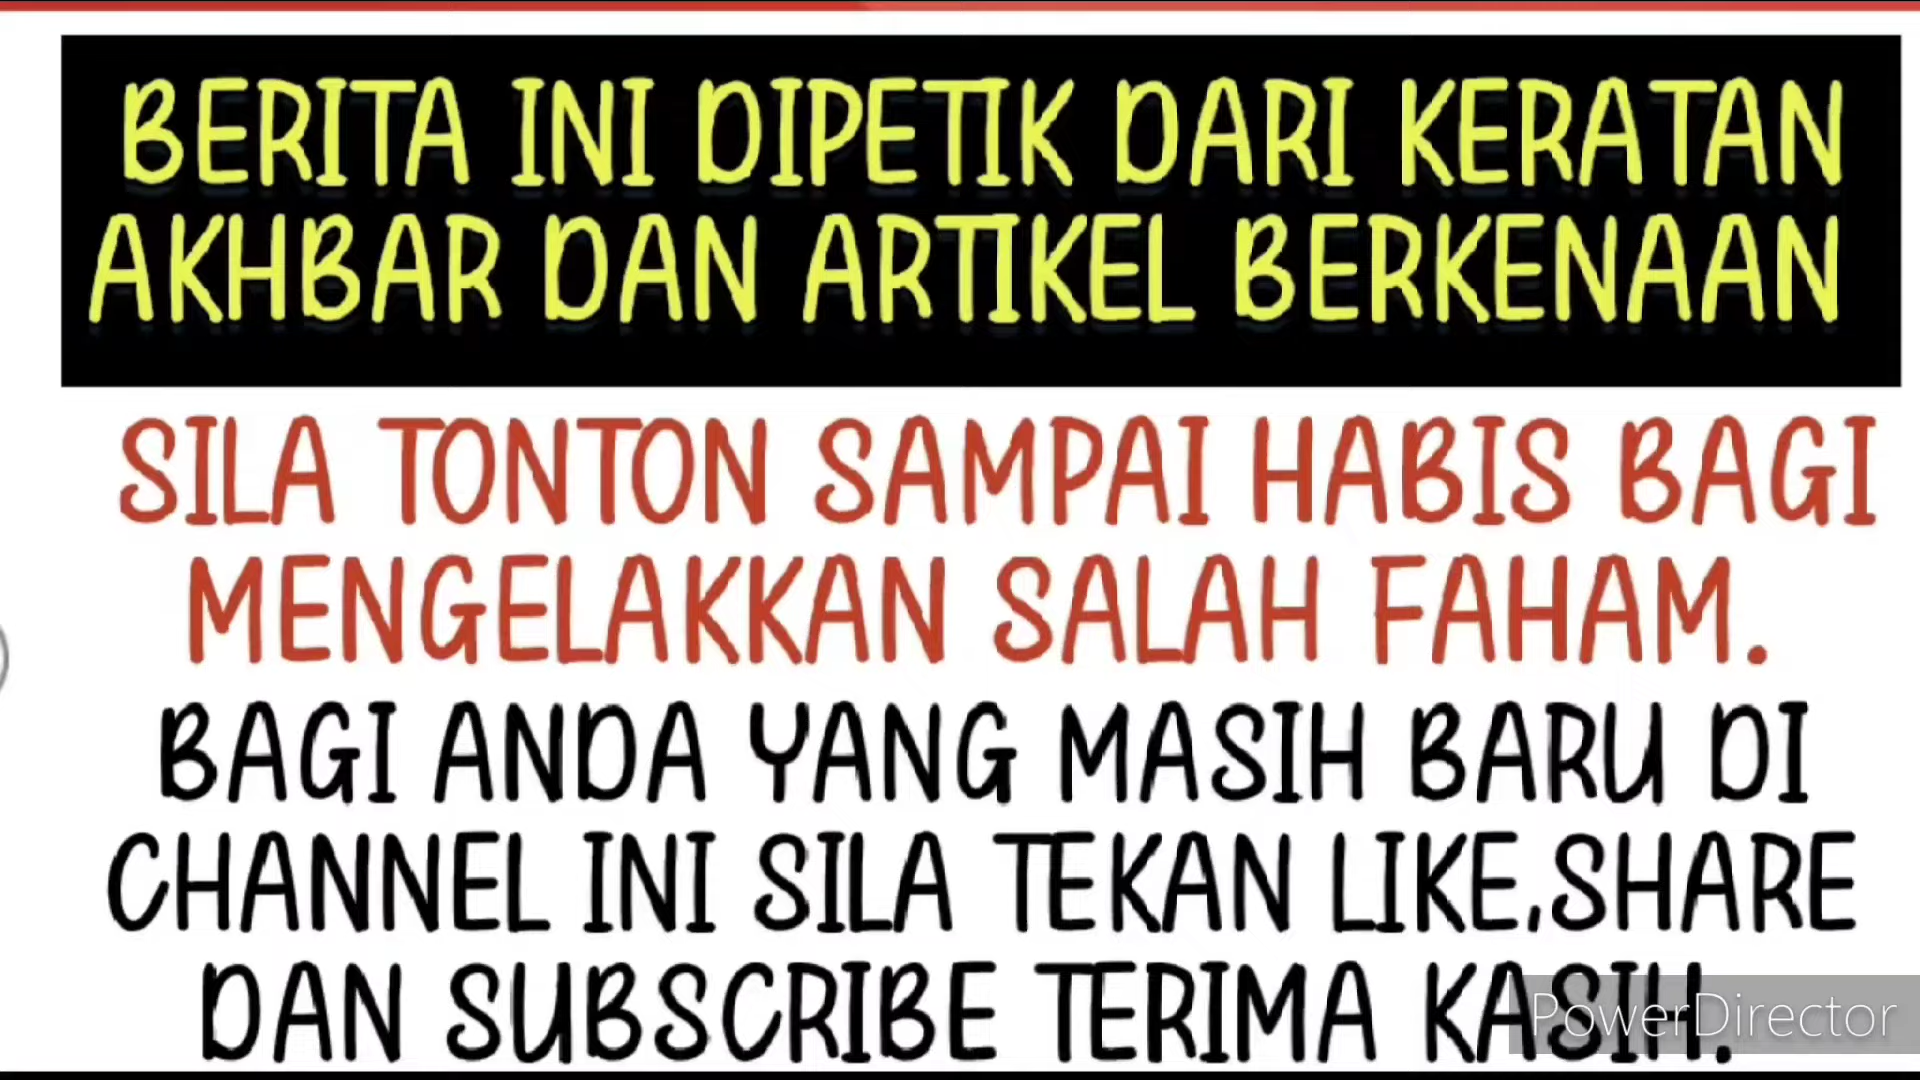 BERITA INI DIPETIK DARI KERATAN
AKHBAR DAN ARTIKEL BERKENAAN
SILA TONTON SAMPAI HABIS BAGI
MENGELAKKAN SALAH FAHAM.
BAGI ANDA YANG MASIH BARU DI
CHANNEL INI SILA TEKAN LIKE,SHARE
DAN SUBSCRIBE TERIMA KASIH.
PowerDirector